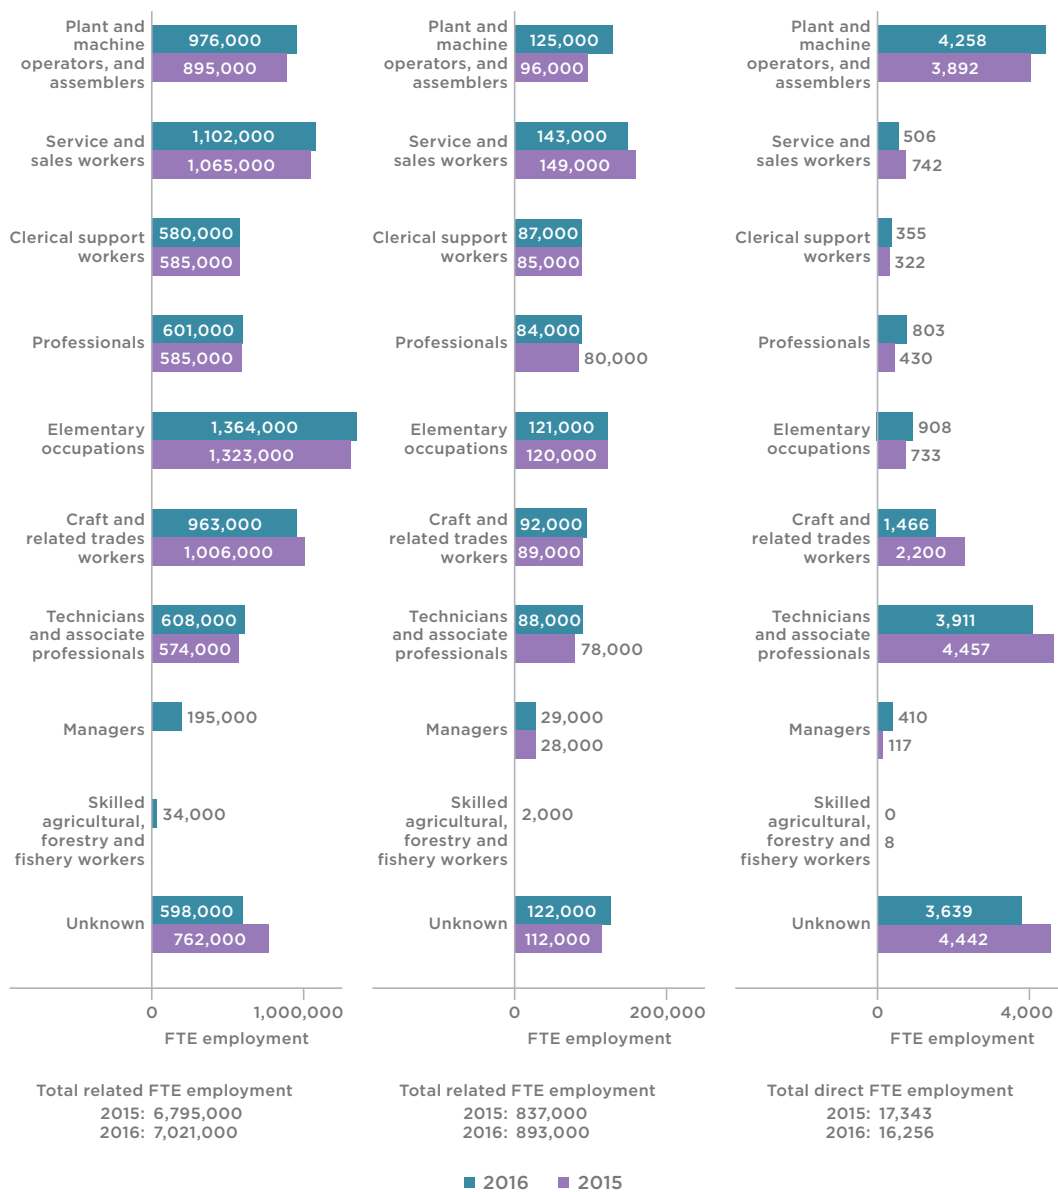 Plant and
machine
operators, and
assemblers
976,000
895,000
Service and
sales workers
1,102,000
1,065,000
Clerical support
workers
580,000
585,000
Professionals
601,000
585,000
Elementary
occupations
1,364,000
1,323,000
Craft and
related trades
workers
963,000
1,006,000
Technicians
and associate
professionals
608,000
574,000
Managers
195,000
Skilled
agricultural,
forestry and
fishery workers
34,000
Unknown
598,000
762,000
0
1,000,000
FTE employment
Total related FTE employment
2015: 6,795,000
2016: 7,021,000
Plant and
machine
operators, and
assemblers
125,000
96,000
Service and
sales workers
143,000
149,000
Clerical support
workers
87,000
85,000
Professionals
84,000
80,000
Elementary
occupations
121,000
120,000
Craft and
related trades
workers
92,000
89,000
Technicians
and associate
professionals
88,000
78,000
Managers
29,000
28,000
Skilled
agricultural,
forestry and
fishery workers
2,000
Unknown
122,000
112,000
0
200,000
FTE employment
Total related FTE employment
2015: 837,000
2016: 893,000
Plant and
machine
operators, and
assemblers
4,258
3,892
Service and
sales workers
506
742
Clerical support
workers
355
322
Professionals
803
430
Elementary
occupations
908
733
Craft and
related trades
workers
1,466
2,200
Technicians
and associate
professionals
3,911
4,457
Managers
410
117
Skilled
agricultural,
forestry and
fishery workers
0
8
Unknown
3,639
4,442
0
4,000
FTE employment
Total direct FTE employment
2015: 17,343
2016: 16,256
2016
2015